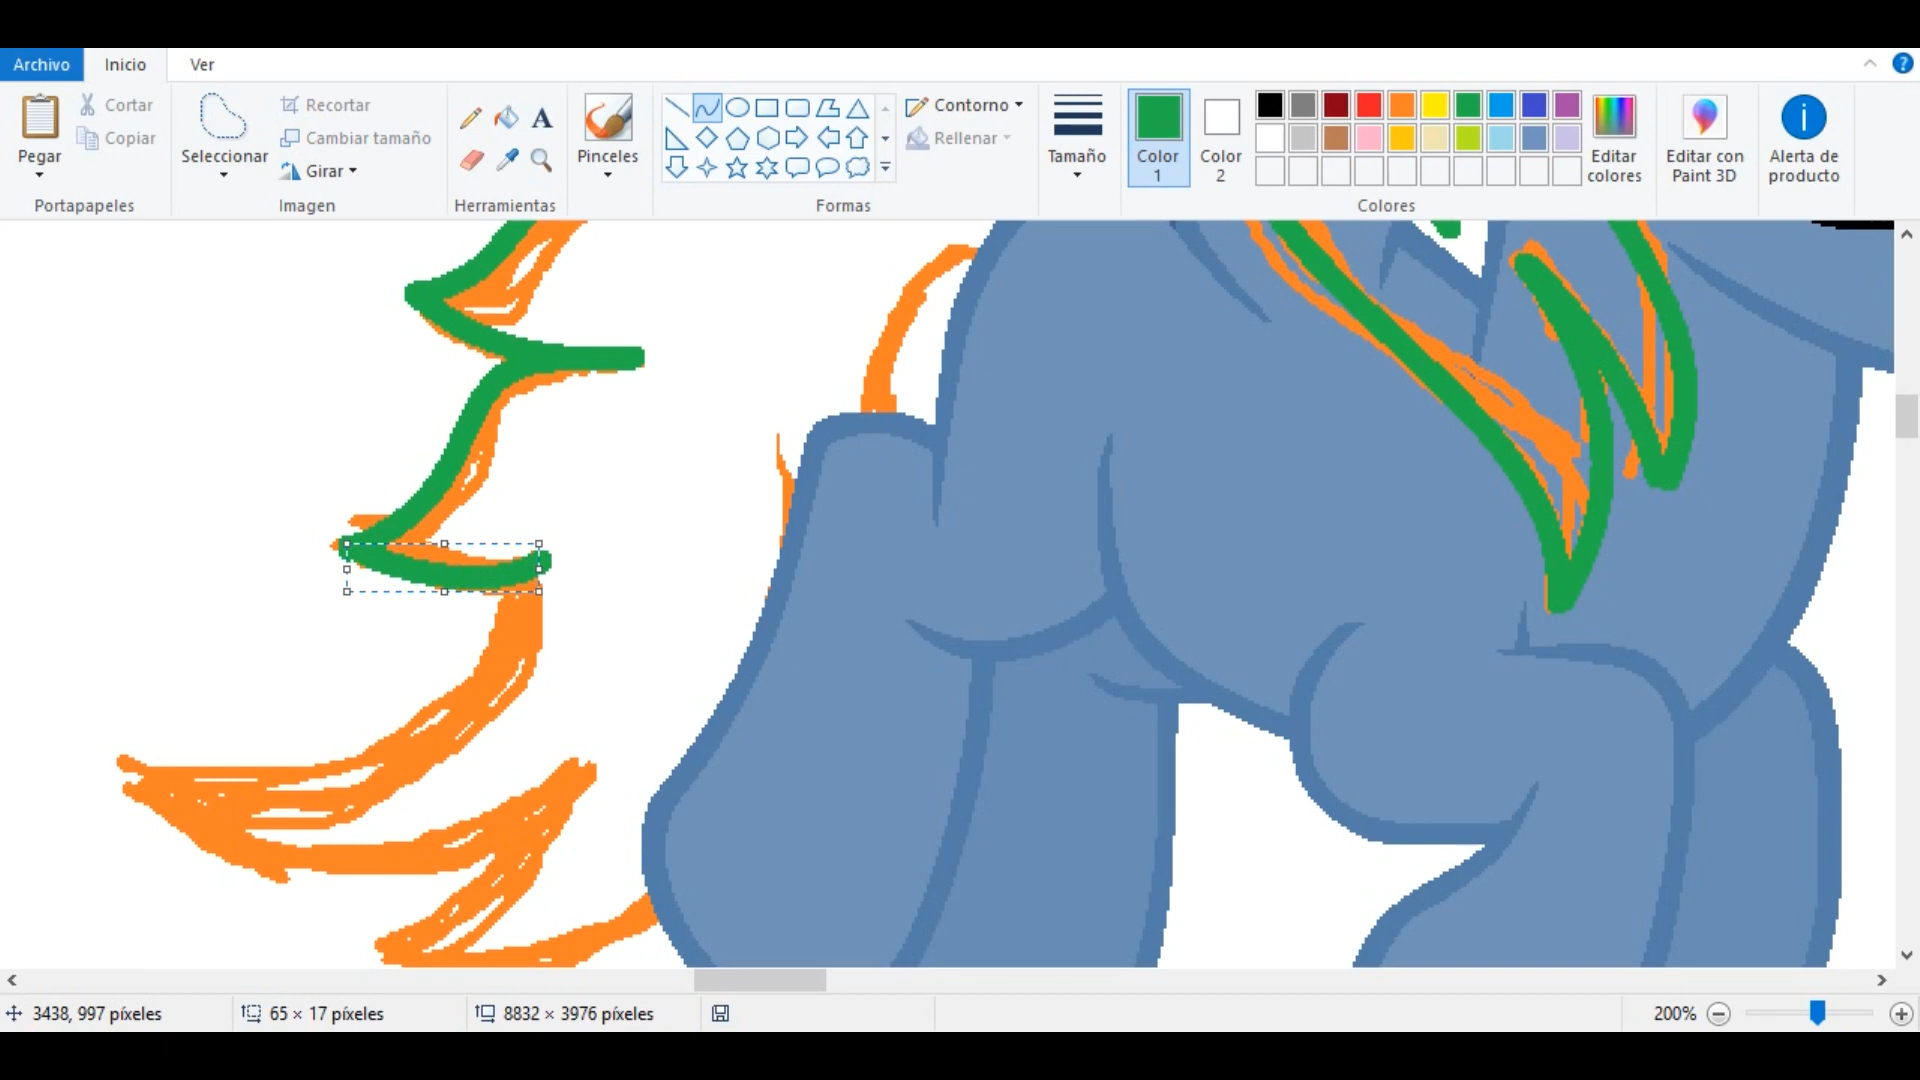 Archivo Inicio Ver
Pegar
Cortar
Copiar
Portapapeles
Seleccionar
Recortar
Cambiar tamaño
Girar
Imagen
A
Herramientas
Pinceles
Contorno
Rellenar
Formas
Tamaño
Color
1
Color
2
Editar
colores
Colores
Editar con
Paint 3D
Alerta de
producto
3438, 997 píxeles 65 × 17 píxeles 8832 × 3976 píxeles 200%